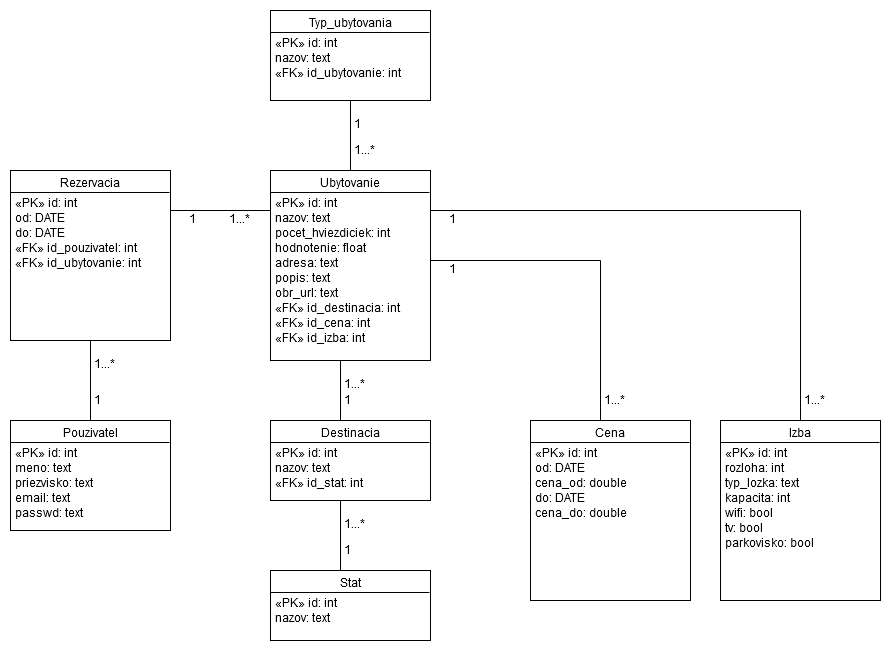 Typ_ubytovania
«PK» id: int
nazov: text
«FK» id_ubytovanie: int
1
1...*
Rezervacia
«PK» id: int
od: DATE
do: DATE
«FK» id_pouzivatel: int
«FK» id_ubytovanie: int
1
1...*
Ubytovanie
«PK» id: int
nazov: text
pocet_hviezdiciek: int
hodnotenie: float
adresa: text
popis: text
obr_url: text
«FK» id_destinacia: int
«FK» id_cena: int
«FK» id_izba: int
1
1
1...*
1
1...*
1
1...*
1...*
Pouzivatel
«PK» id: int
meno: text
priezvisko: text
email: text
passwd: text
Destinacia
«PK» id: int
nazov: text
«FK» id_stat: int
1...*
1
Stat
«PK» id: int
nazov: text
Cena
«PK» id: int
od: DATE
cena_od: double
do: DATE
cena_do: double
Izba
«PK» id: int
rozloha: int
typ_lozka: text
kapacita: int
wifi: bool
tv: bool
parkovisko: bool